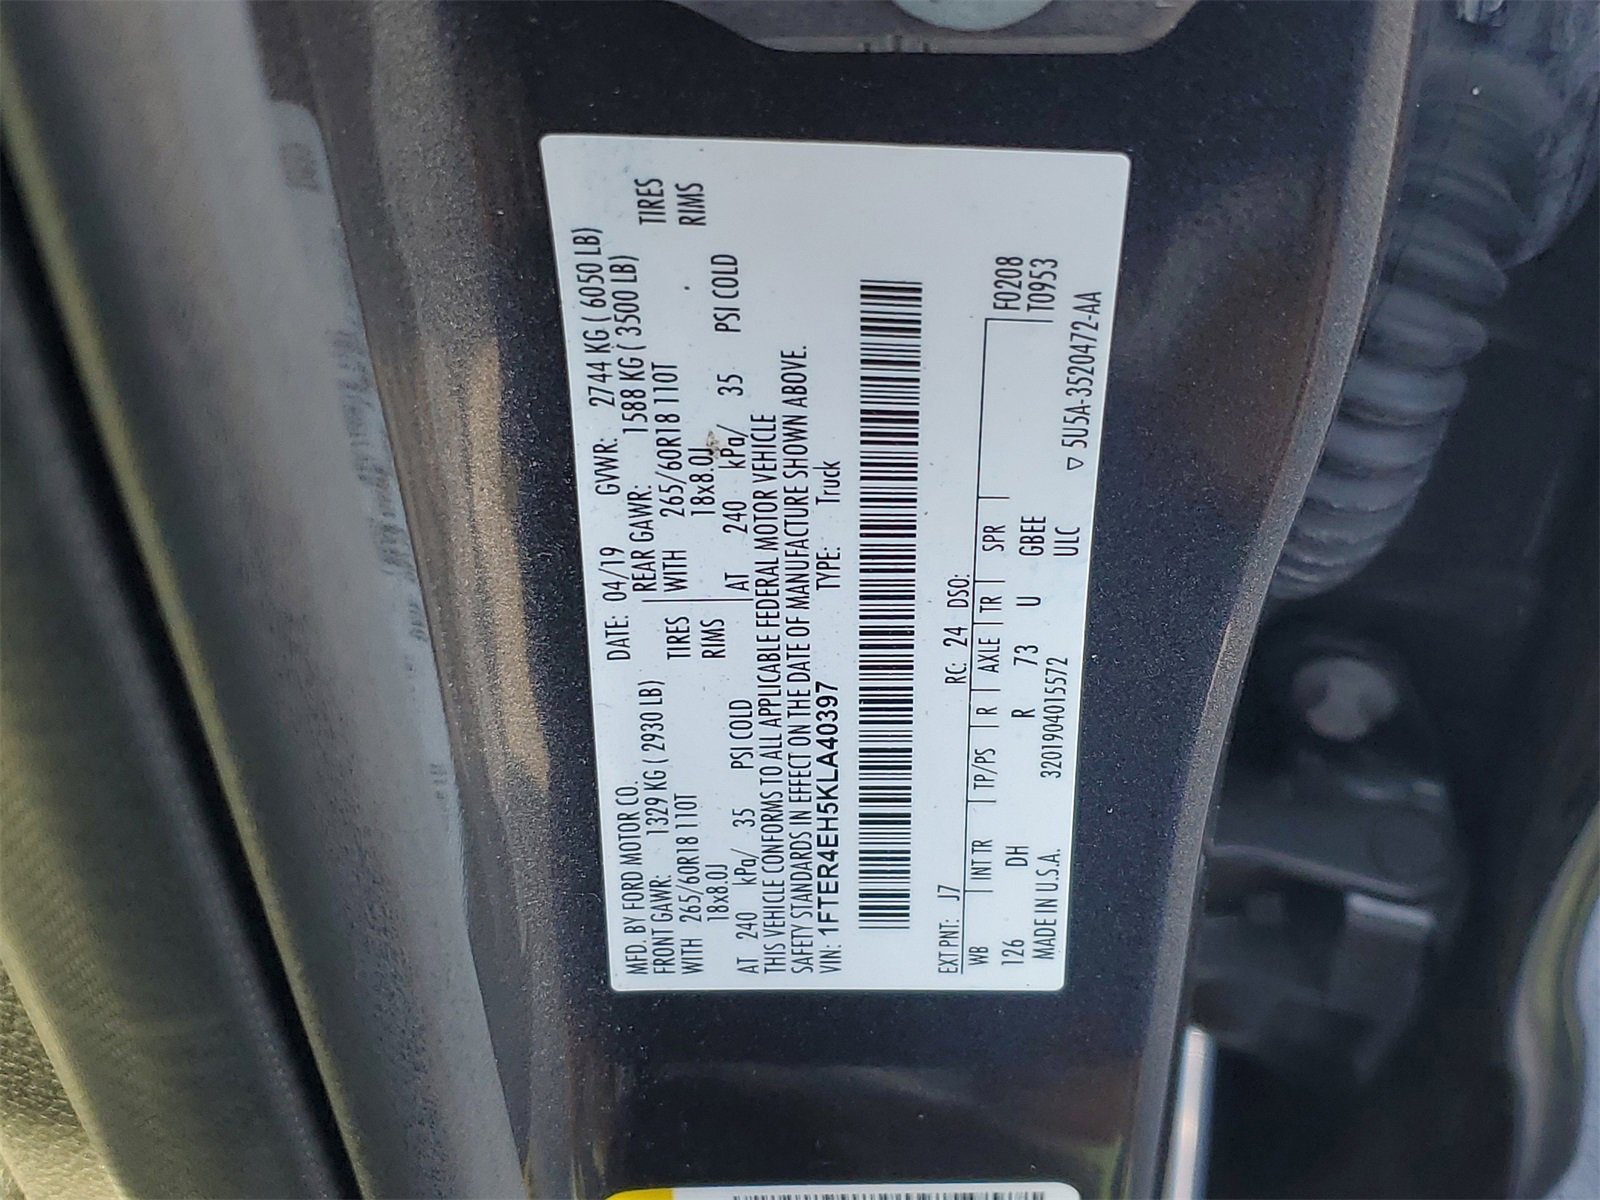 MFD. BY FORD MOTOR CO. DATE: 04/19 GVWR: 2744 KG ( 6050 LB)
FRONT GAWR: 1329 KG ( 2930 LB) REAR GAWR: 1588 KG ( 3500 LB)
WITH 265/60R18 110T TIRES WITH 265/60R18 110T TIRES
18x8.0J RIMS 18x8.0J RIMS
AT 240 kPa/ 35 PSI COLD AT 240 kPa/ 35 PSI COLD
THIS VEHICLE CONFORMS TO ALL APPLICABLE FEDERAL MOTOR VEHICLE
SAFETY STANDARDS IN EFFECT ON THE DATE OF MANUFACTURE SHOWN ABOVE.
VIN: 1FTER4EH5KLA40397 TYPE: Truck
EXT PNT: J7 RC: 24 DSO:
WB INT TR TP/PS R AXLE TR SPR F0208
126 DH R 73 U GBEE T0953
MADE IN U.S.A. 320190401557​2 ULC
▽ 5U5A-3520472-AA